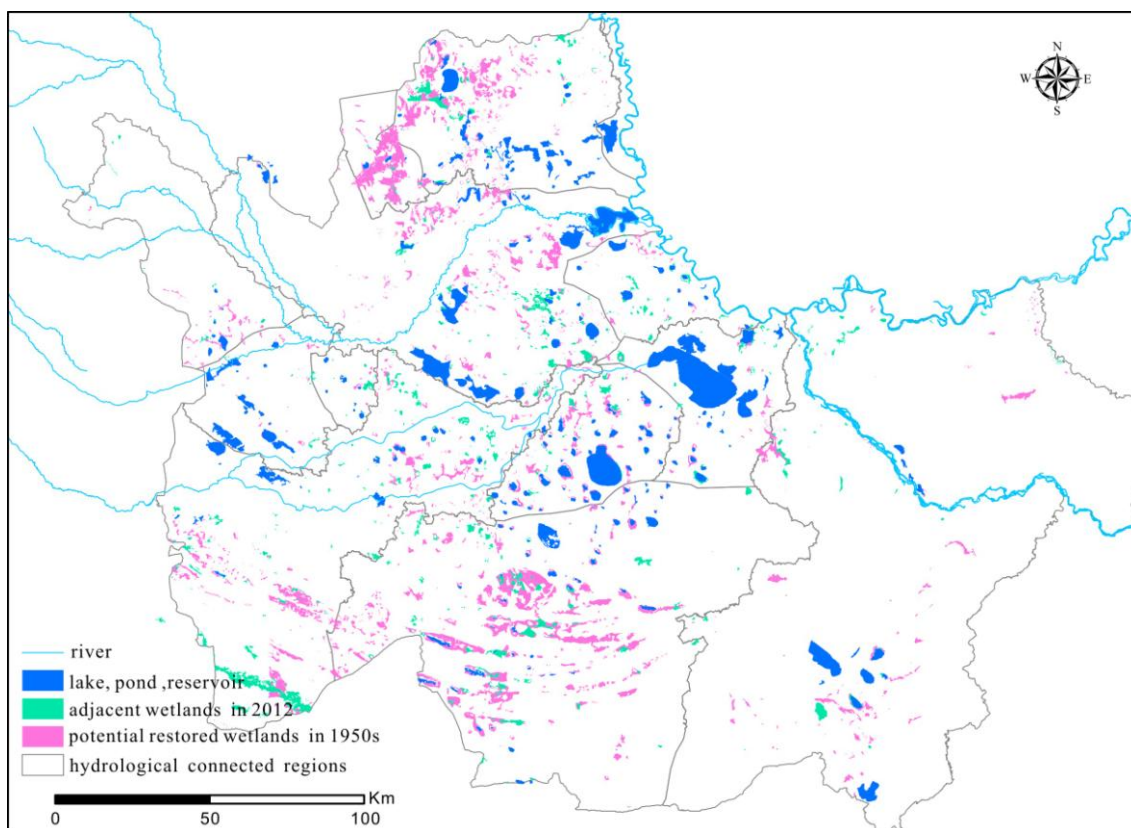 N
W E
S
river
lake, pond ,reservoir
adjacent wetlands in 2012
potential restored wetlands in 1950s
hydrological connected regions
Km
0 50 100